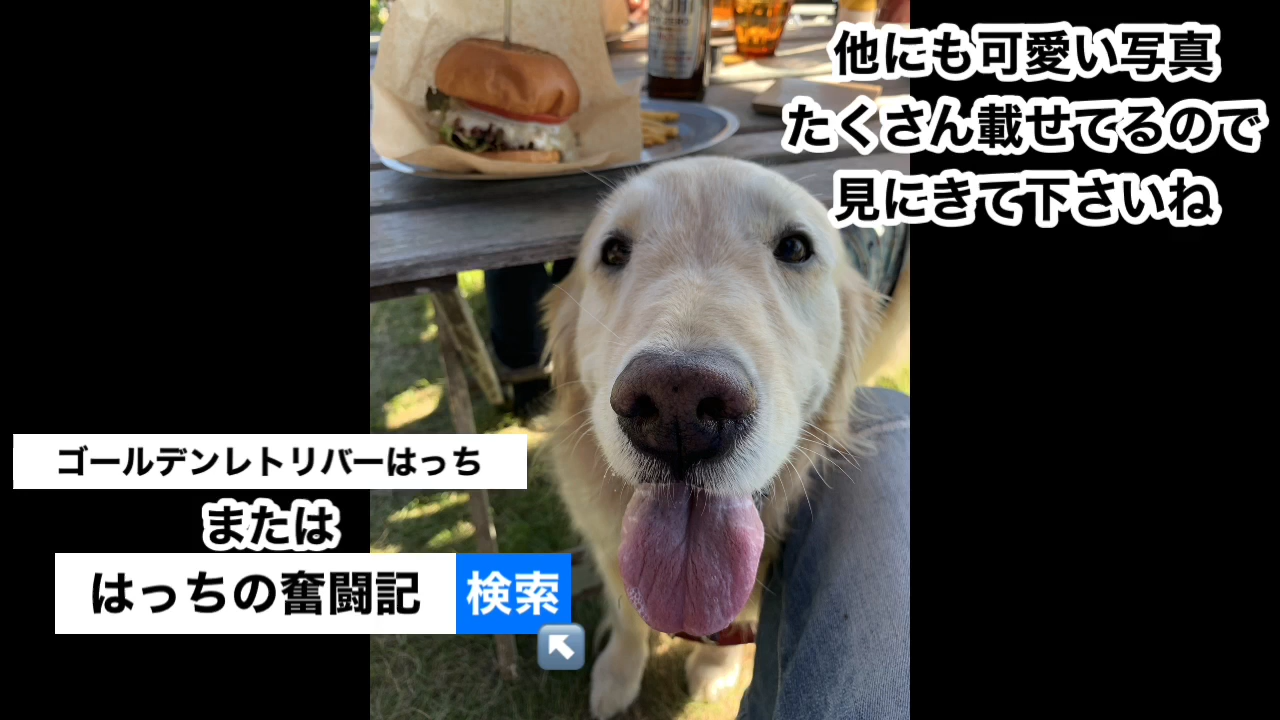 他にも可愛い写真
たくさん載せてるので
見にきて下さいね
ゴールデンレトリバーはっち
または
はっちの奮闘記 検索